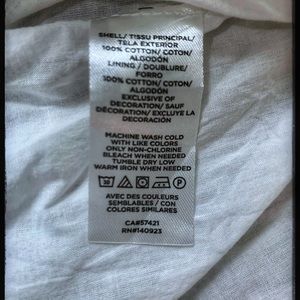 SHELL/ TISSU PRINCIPAL/
TELA EXTERIOR
100% COTTON/ COTON/
ALGODÓN
LINING / DOUBLURE/
FORRO
100% COTTON/ COTON/
ALGODÓN
EXCLUSIVE OF
DECORATION/ SAUF
DÉCORATION/ EXCLUYE LA
DECORACIÓN
MACHINE WASH COLD
WITH LIKE COLORS
ONLY NON-CHLORINE
BLEACH WHEN NEEDED
TUMBLE DRY LOW
WARM IRON WHEN NEEDED
30
P
AVEC DES COULEURS
SEMBLABLES / CON
COLORES SIMILARES
CA#57421
RN#140923